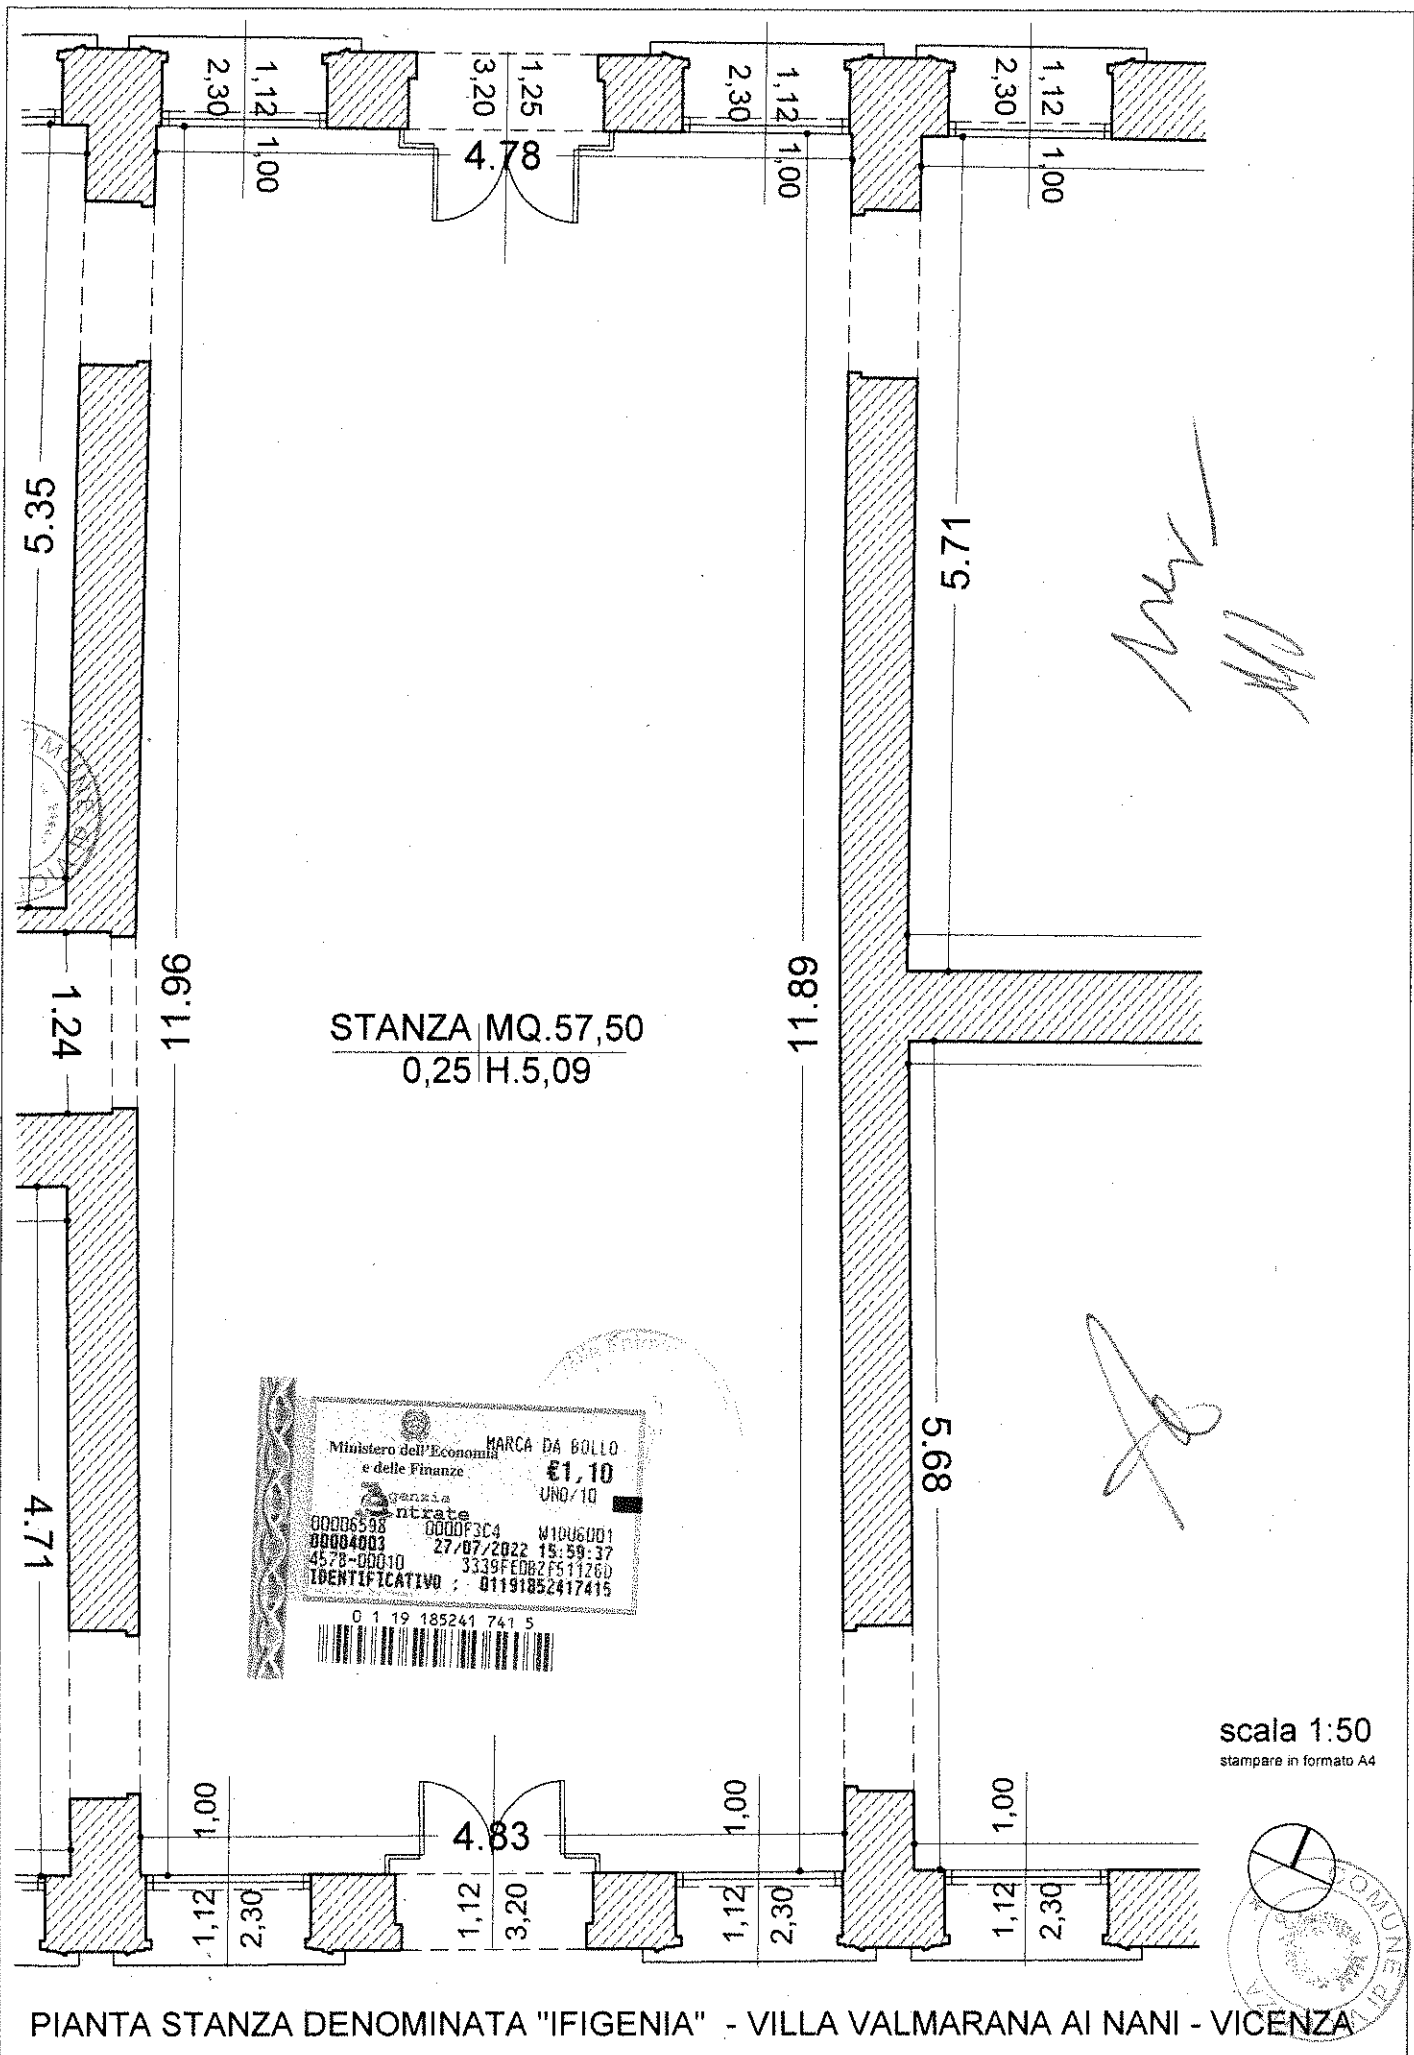 1,12
2,30
1,00
1,25
3,20
4.78
1,12
2,30
1,00
1,12
2,30
1,00
5.35
5.71
1.24
11.96
11.89
STANZA MQ.57,50
0,25 H.5,09
5.68
4.71
Ministero dell'Economia
e delle Finanze
MARCA DA BOLLO
€1,10
UNO/10
Agenzia
Entrate
00006598 0000F3C4 W10U6001
00004003 27/07/2022 15:59:37
4578-00010
IDENTIFICATIVO : 01191852417415
0 1 19 185241 741 5
scala 1:50
stampare in formato A4
1,00
1,12
2,30
4.83
1,12
3,20
1,00
1,12
2,30
1,00
1,12
2,30
COMUNE di
PIANTA STANZA DENOMINATA "IFIGENIA" - VILLA VALMARANA AI NANI - VICENZA